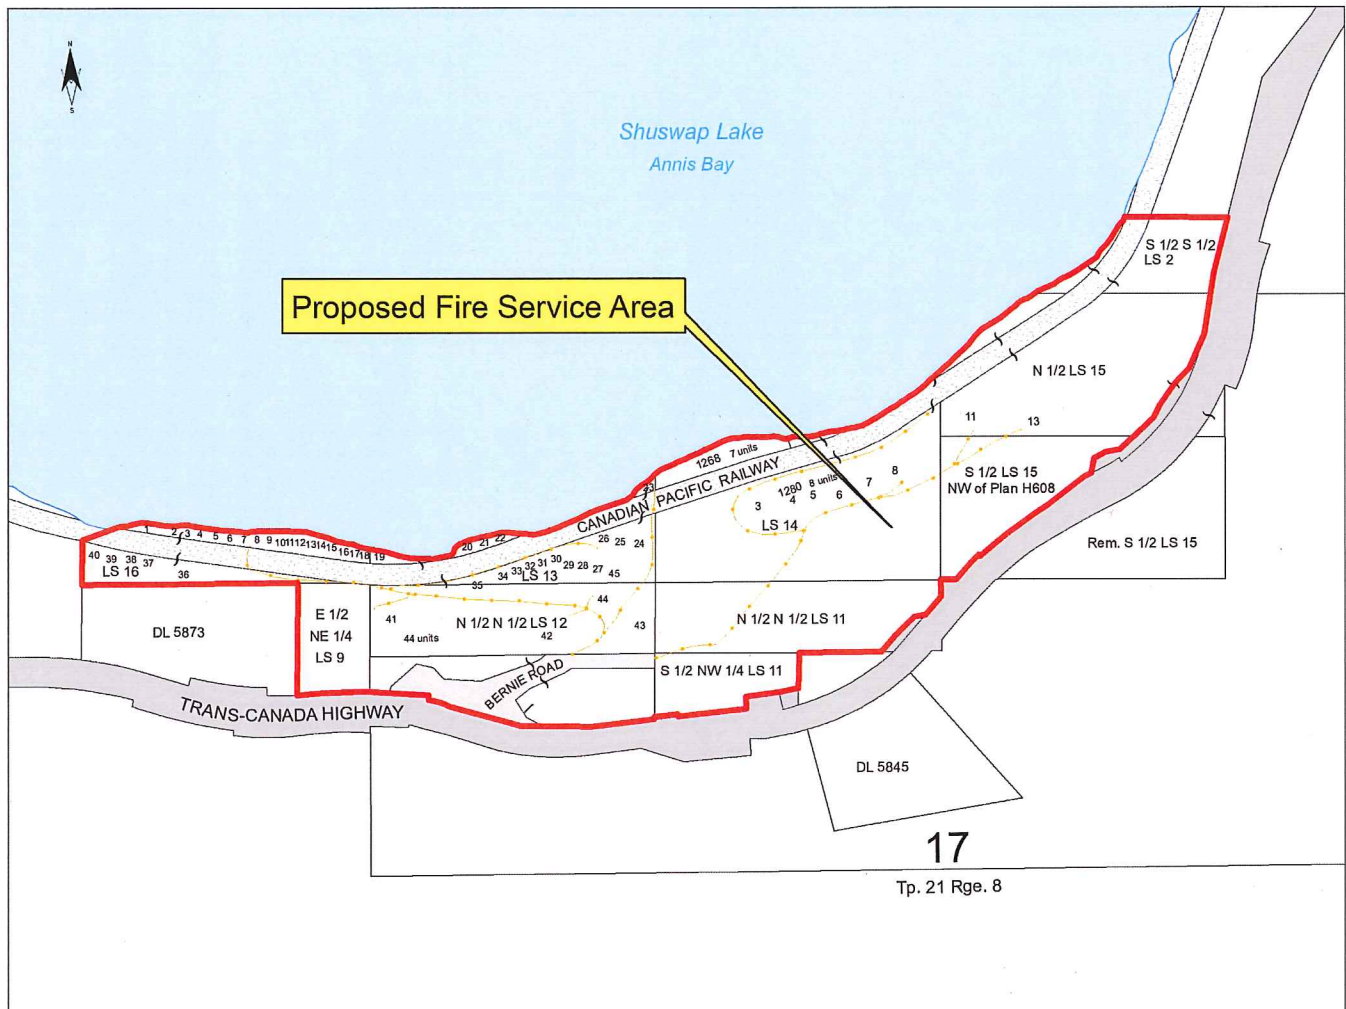 N
S
Shuswap Lake
Annis Bay
S 1/2 S 1/2
LS 2
Proposed Fire Service Area
N 1/2 LS 15
11
13
1268 7 units
CANADIAN PACIFIC RAILWAY
23
S 1/2 LS 15
NW of Plan H608
8
7
1280 8 units
3 4 5 6
LS 14
Rem. S 1/2 LS 15
1 2 3 4 5 6 7 8 9 10 11 12 13 14 15 16 17 18 19
20 21 22
26 25 24
40 39 38 37
LS 16
36
35 34 33 32 31 30 29 28 27 45
LS 13
44
E 1/2
NE 1/4
LS 9
DL 5873
41
44 units
N 1/2 N 1/2 LS 12
42
43
N 1/2 N 1/2 LS 11
S 1/2 NW 1/4 LS 11
BERNIE ROAD
TRANS-CANADA HIGHWAY
DL 5845
17
Tp. 21 Rge. 8